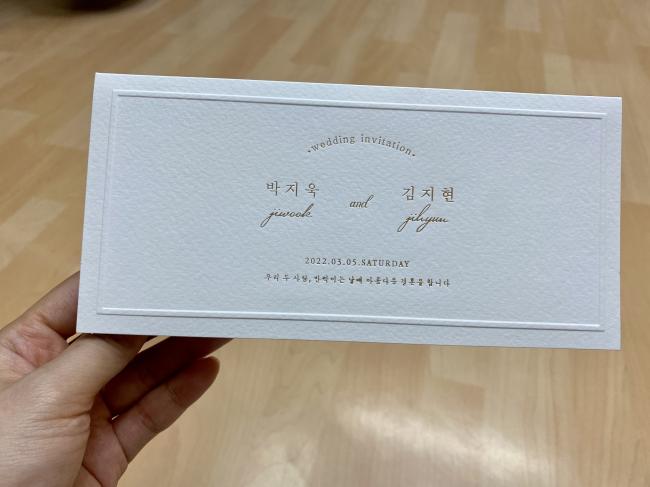 ·wedding invitation·
박지욱 and 김지현
jiwook jihyun
2022.03.05.SATURDAY
우리 두 사람, 반짝이는 날에 아름다운 결혼을 합니다